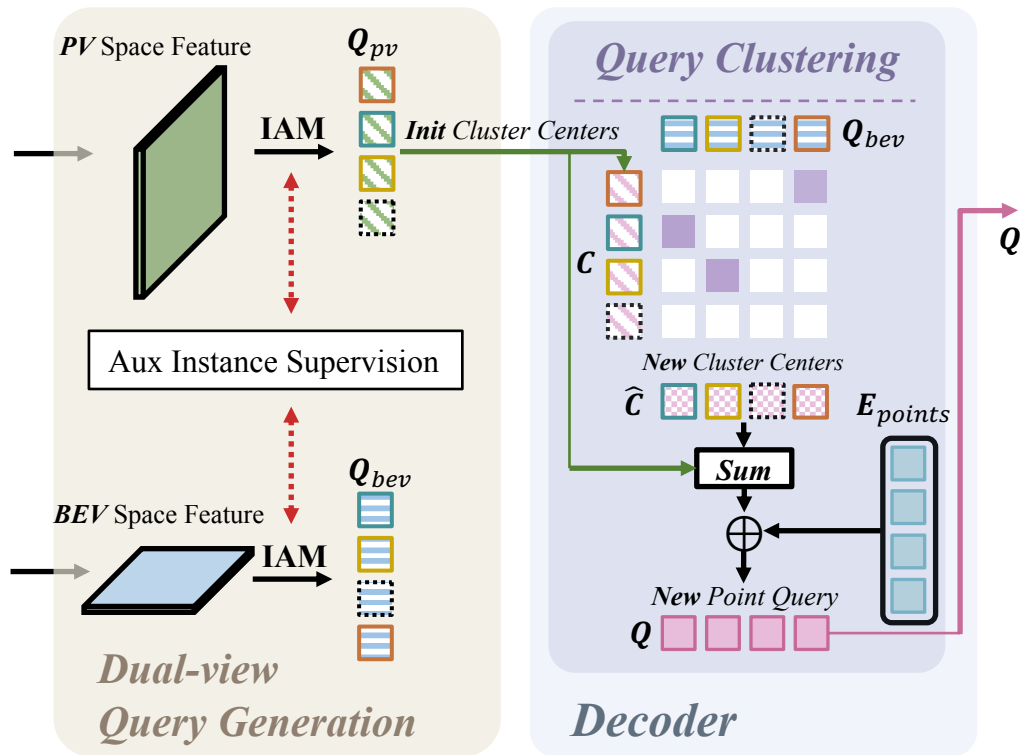 PV Space Feature
Q_pv
IAM
Aux Instance Supervision
BEV Space Feature
Q_bev
IAM
Dual-view
Query Generation
Query Clustering
Init Cluster Centers
Q_bev
C
New Cluster Centers
Ĉ
E_points
Sum
New Point Query
Q
Decoder
Q